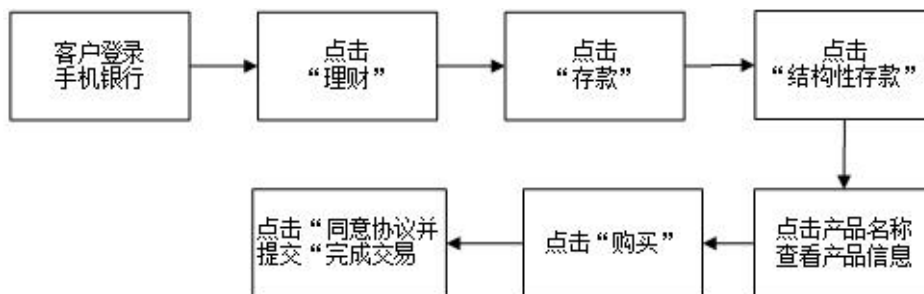 客户登录
手机银行
点击
“理财”
点击
“存款”
点击
“结构性存款”
点击产品名称
查看产品信息
点击“购买”
点击“同意协议并
提交“完成交易